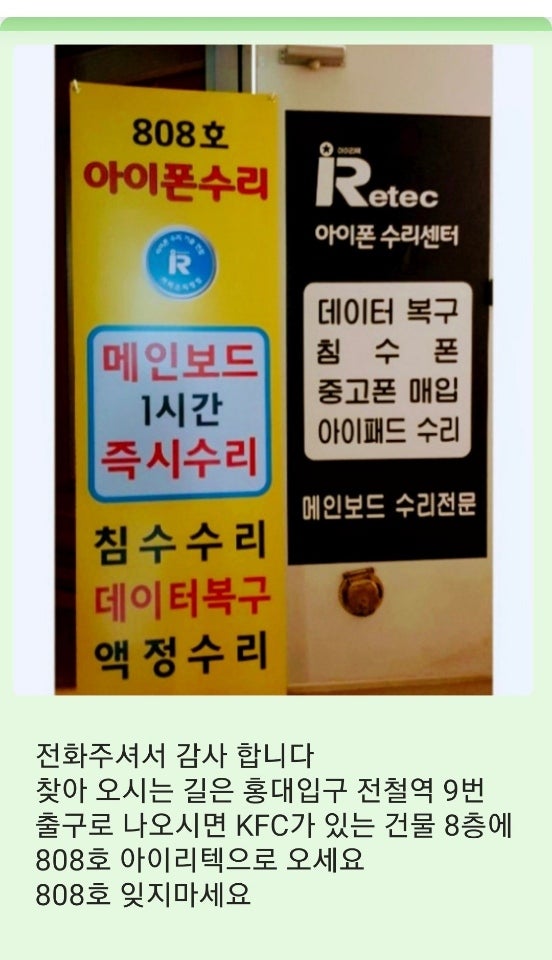 808호
아이폰수리
iR
메인보드
1시간
즉시수리
침수수리
데이터복구
액정수리
아이리텍
iRetec
아이폰 수리센터
데이터 복구
침 수 폰
중고폰 매입
아이패드 수리
메인보드 수리전문
전화주셔서 감사 합니다
찾아 오시는 길은 홍대입구 전철역 9번
출구로 나오시면 KFC가 있는 건물 8층에
808호 아이리텍으로 오세요
808호 잊지마세요